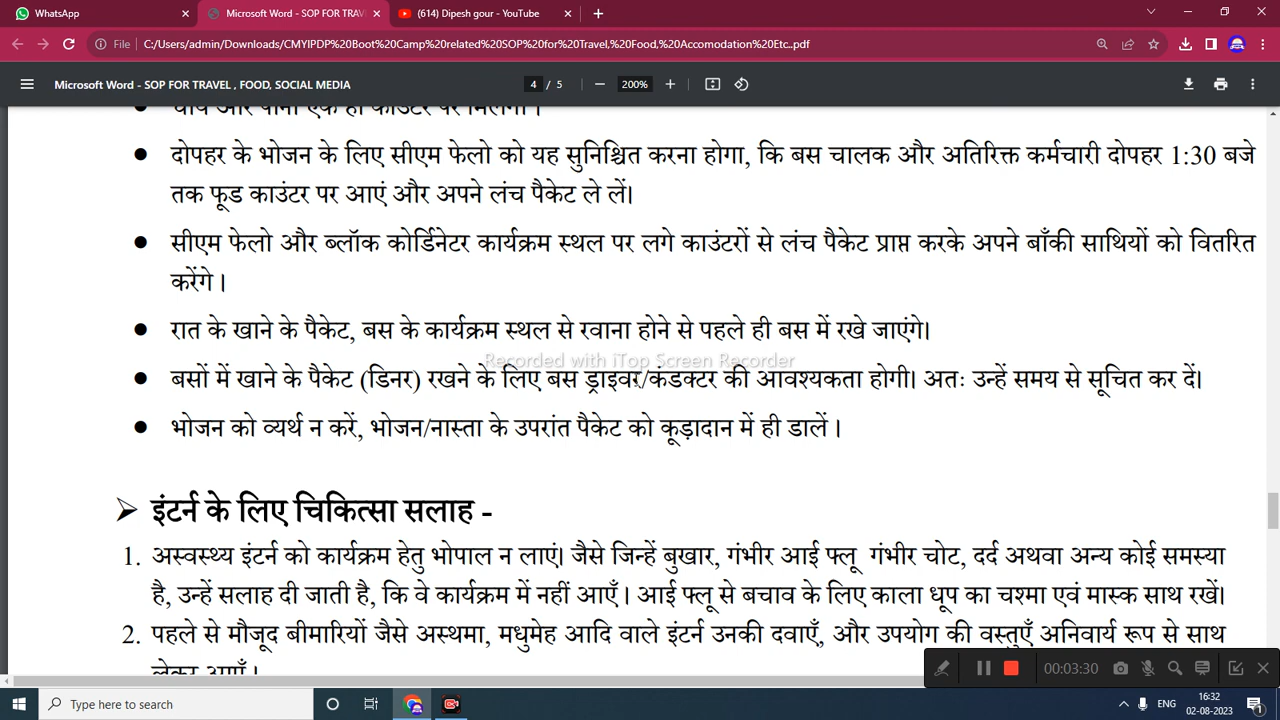 WhatsApp
Microsoft Word - SOP FOR TRAV
(614) Dipesh gour - YouTube
File C:/Users/admin/Downloads/CMYIPDP%20Boot%20Camp%20related%20SOP%20for%20Travel,%20Food,%20Accomodation%20Etc..pdf
Microsoft Word - SOP FOR TRAVEL , FOOD, SOCIAL MEDIA
4 / 5
200%
चाय और पानी एक ही काउंटर पर मिलेगा।
● दोपहर के भोजन के लिए सीएम फेलो को यह सुनिश्चित करना होगा, कि बस चालक और अतिरिक्त कर्मचारी दोपहर 1:30 बजे
तक फूड काउंटर पर आएं और अपने लंच पैकेट ले लें।
● सीएम फेलो और ब्लॉक कोर्डिनेटर कार्यक्रम स्थल पर लगे काउंटरों से लंच पैकेट प्राप्त करके अपने बाँकी साथियों को वितरित
करेंगे।
● रात के खाने के पैकेट, बस के कार्यक्रम स्थल से रवाना होने से पहले ही बस में रखे जाएंगे।
Recorded with iTop Screen Recorder
● बसों में खाने के पैकेट (डिनर) रखने के लिए बस ड्राइवर/कंडक्टर की आवश्यकता होगी। अतः उन्हें समय से सूचित कर दें।
● भोजन को व्यर्थ न करें, भोजन/नास्ता के उपरांत पैकेट को कूड़ादान में ही डालें।
➢ इंटर्न के लिए चिकित्सा सलाह -
1. अस्वस्थ्य इंटर्न को कार्यक्रम हेतु भोपाल न लाएं। जैसे जिन्हें बुखार, गंभीर आई फ्लू गंभीर चोट, दर्द अथवा अन्य कोई समस्या
है, उन्हें सलाह दी जाती है, कि वे कार्यक्रम में नहीं आएँ। आई फ्लू से बचाव के लिए काला धूप का चश्मा एवं मास्क साथ रखें।
2. पहले से मौजूद बीमारियों जैसे अस्थमा, मधुमेह आदि वाले इंटर्न उनकी दवाएँ, और उपयोग की वस्तुएँ अनिवार्य रूप से साथ
लेकर आएँ।
00:03:30
Type here to search
ENG
16:32
02-08-2023
1